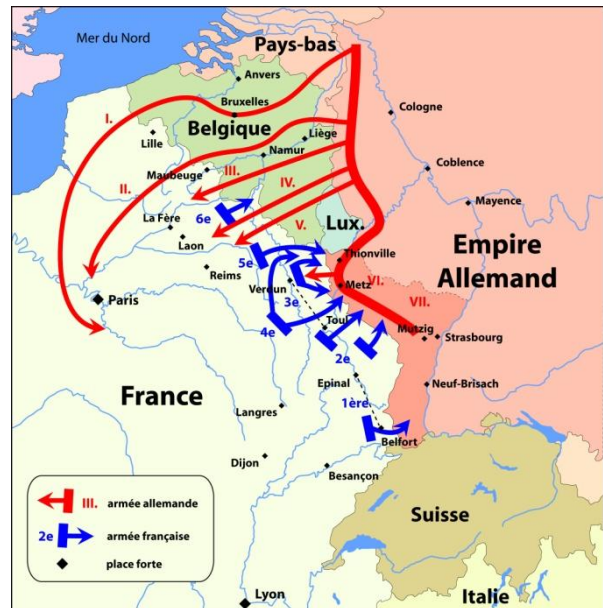 Mer du Nord
Pays-bas
Anvers
Bruxelles
Cologne
I.
Belgique
Lille
Liège
Namur
Coblence
Maubeuge
III.
II.
IV.
Mayence
6e
La Fère
V.
Lux.
Laon
5e
Thionville
Empire
Allemand
Reims
Verdun
Metz
VI.
Paris
3e
VII.
4e
Toul
Mutzig
Strasbourg
2e
France
Epinal
Neuf-Brisach
1ère
Langres
Belfort
Dijon
Besançon
III. armée allemande
2e armée française
place forte
Suisse
Lyon
Italie